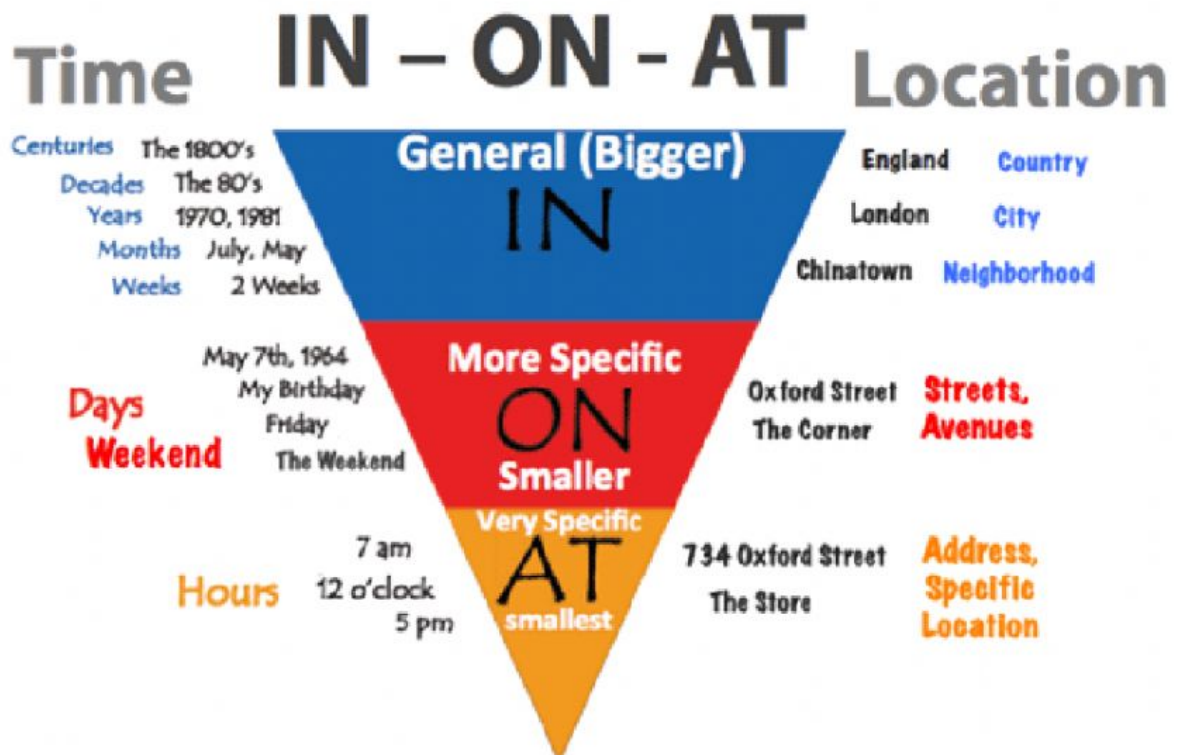 IN – ON - AT
Time
Location
Centuries The 1800's
Decades The 80's
Years 1970, 1981
Months July, May
Weeks 2 Weeks
General (Bigger)
IN
England Country
London City
Chinatown Neighborhood
May 7th, 1964
My Birthday
Days
Friday
Weekend
The Weekend
More Specific
ON
Smaller
Oxford Street Streets,
The Corner Avenues
7 am
Hours 12 o'clock
5 pm
Very Specific
AT
smallest
734 Oxford Street Address,
The Store Specific
Location